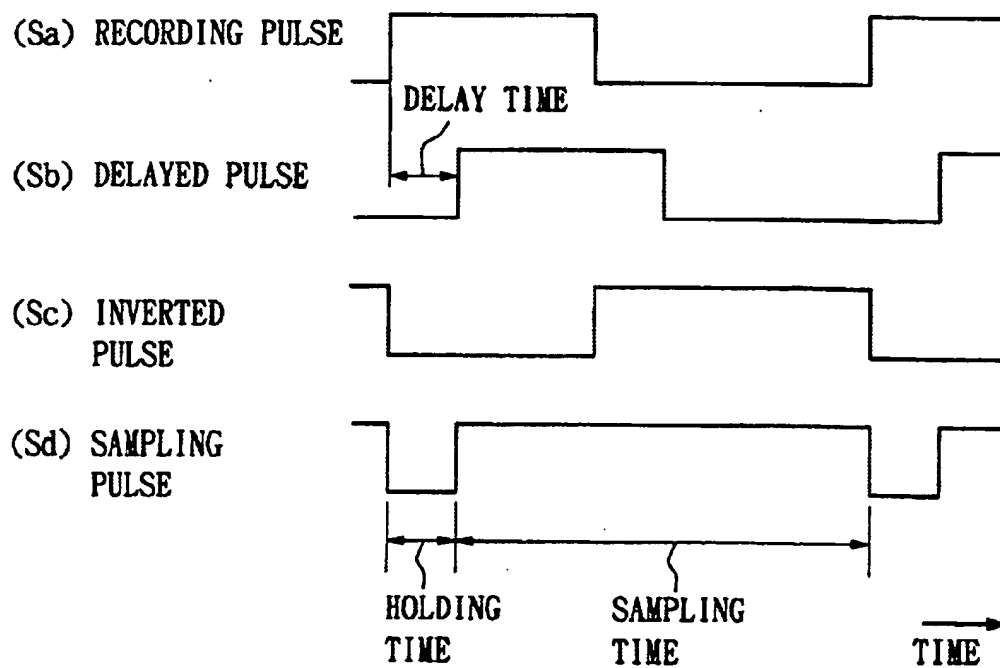 (Sa) RECORDING PULSE
DELAY TIME
(Sb) DELAYED PULSE
(Sc) INVERTED
PULSE
(Sd) SAMPLING
PULSE
HOLDING
TIME
SAMPLING
TIME
TIME